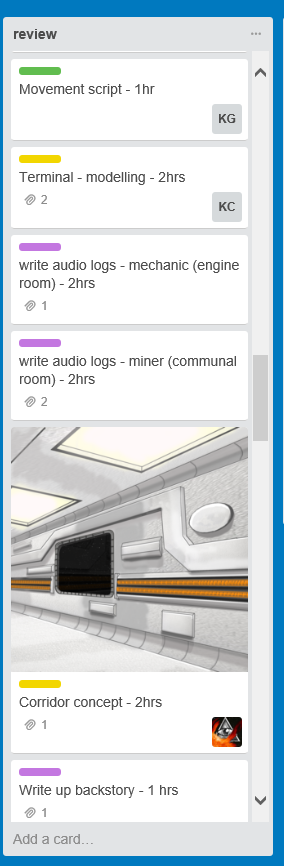 review
Movement script - 1hr
KG
Terminal - modelling - 2hrs
2
KC
write audio logs - mechanic (engine
room) - 2hrs
1
write audio logs - miner (communal
room) - 2hrs
2
Corridor concept - 2hrs
1
Write up backstory - 1 hrs
1
Add a card...